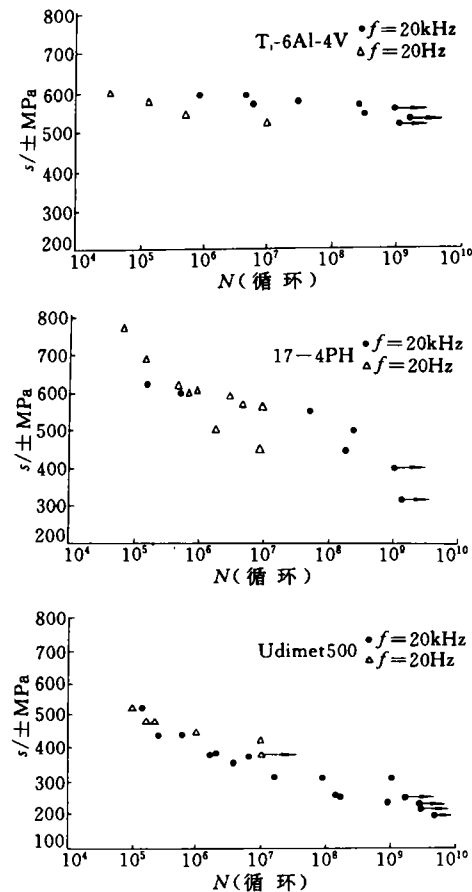 Tᵢ-6Al-4V
● f=20kHz
△ f=20Hz
s/±MPa
800
700
600
500
400
300
200
10⁴ 10⁵ 10⁶ 10⁷ 10⁸ 10⁹ 10¹⁰
N(循环)
17-4PH
● f=20kHz
△ f=20Hz
s/±MPa
800
700
600
500
400
300
200
10⁴ 10⁵ 10⁶ 10⁷ 10⁸ 10⁹ 10¹⁰
N(循环)
Udimet500
● f=20kHz
△ f=20Hz
s/±MPa
800
700
600
500
400
300
200
100
10⁴ 10⁵ 10⁶ 10⁷ 10⁸ 10⁹ 10¹⁰
N(循环)